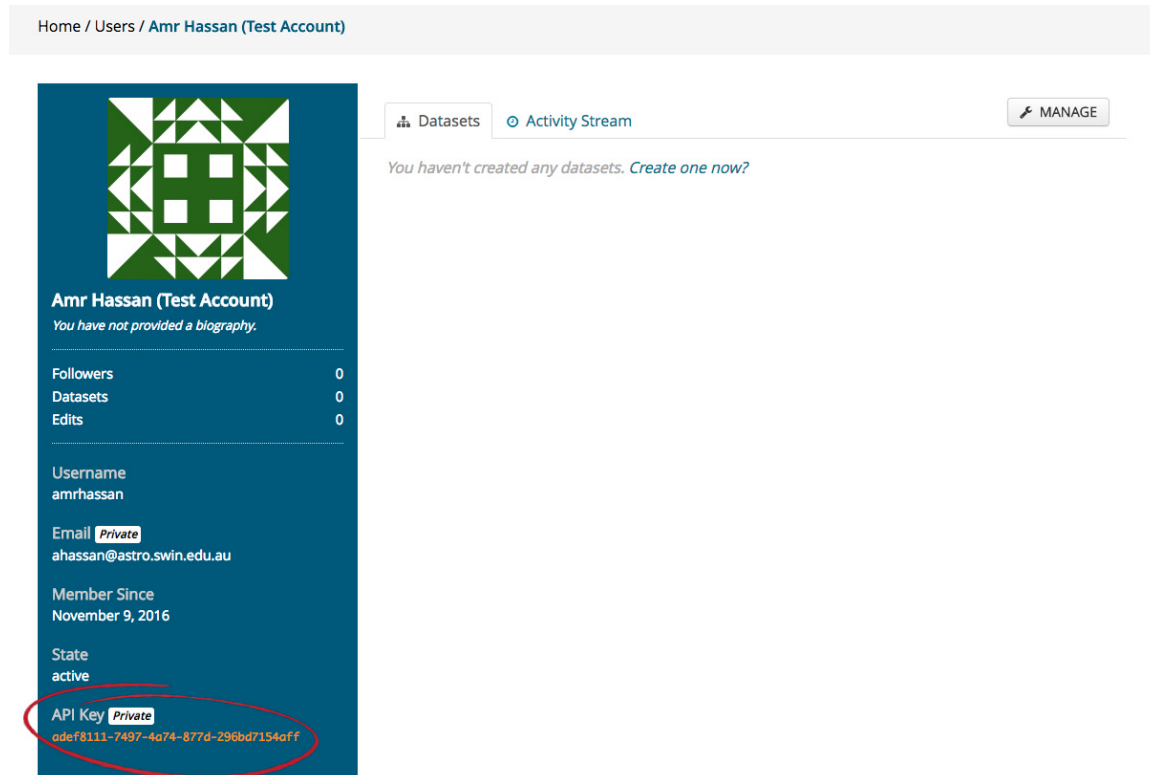 Home / Users / Amr Hassan (Test Account)
Datasets
Activity Stream
MANAGE
You haven't created any datasets. Create one now?
Amr Hassan (Test Account)
You have not provided a biography.
Followers 0
Datasets 0
Edits 0
Username
amrhassan
Email Private
ahassan@astro.swin.edu.au
Member Since
November 9, 2016
State
active
API Key Private
adef8111-7497-4a74-877d-296bd7154aff